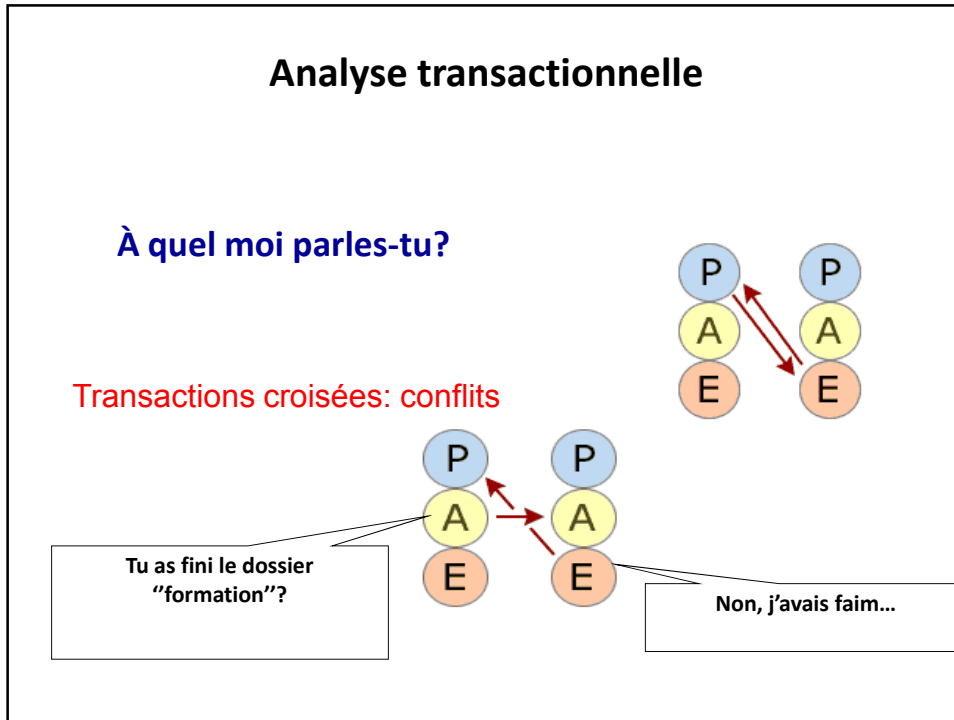 Analyse transactionnelle
À quel moi parles-tu?
P P
A A
E E
Transactions croisées: conflits
P P
A A
E E
Tu as fini le dossier
‘’formation’’?
Non, j’avais faim…